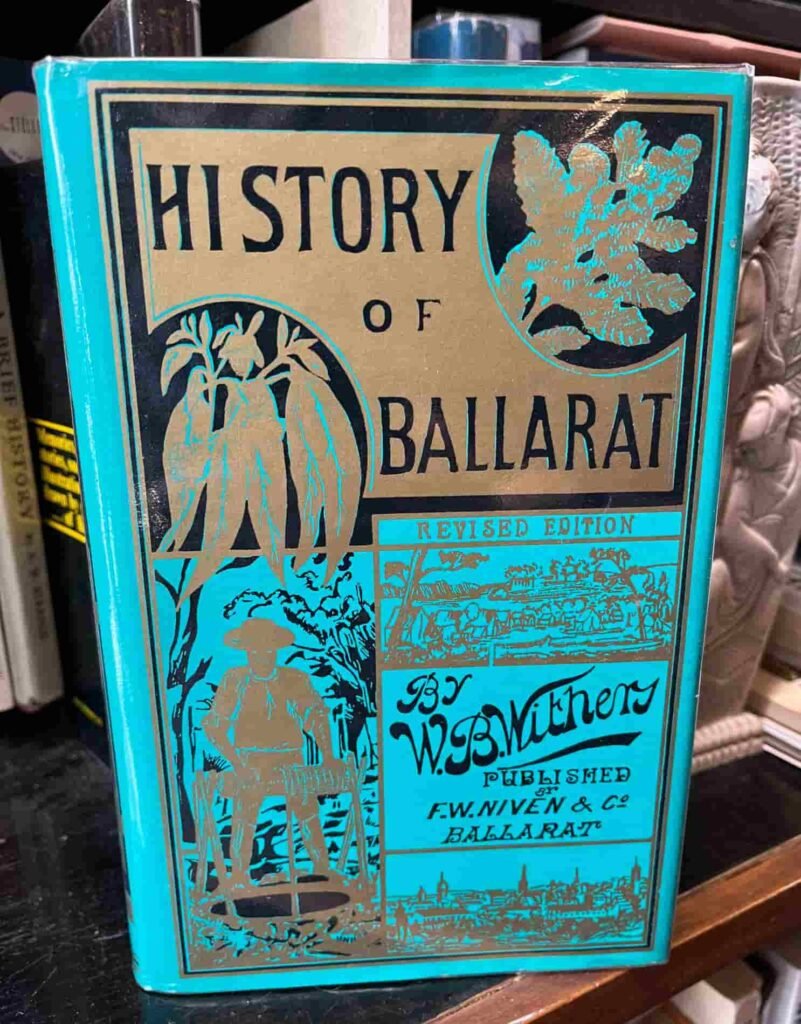 HISTORY
OF
BALLARAT
REVISED EDITION
By
W.B.Withers
PUBLISHED
BY
F.W.NIVEN & Co
BALLARAT
A BRIEF HISTORY